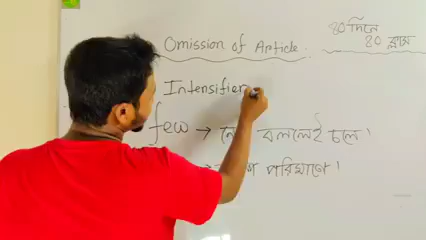 Omission of Article.
৪০ দিনে
৪০ ক্লাস
Intensifier
few → বললেই চলে।
পরিমাণে।